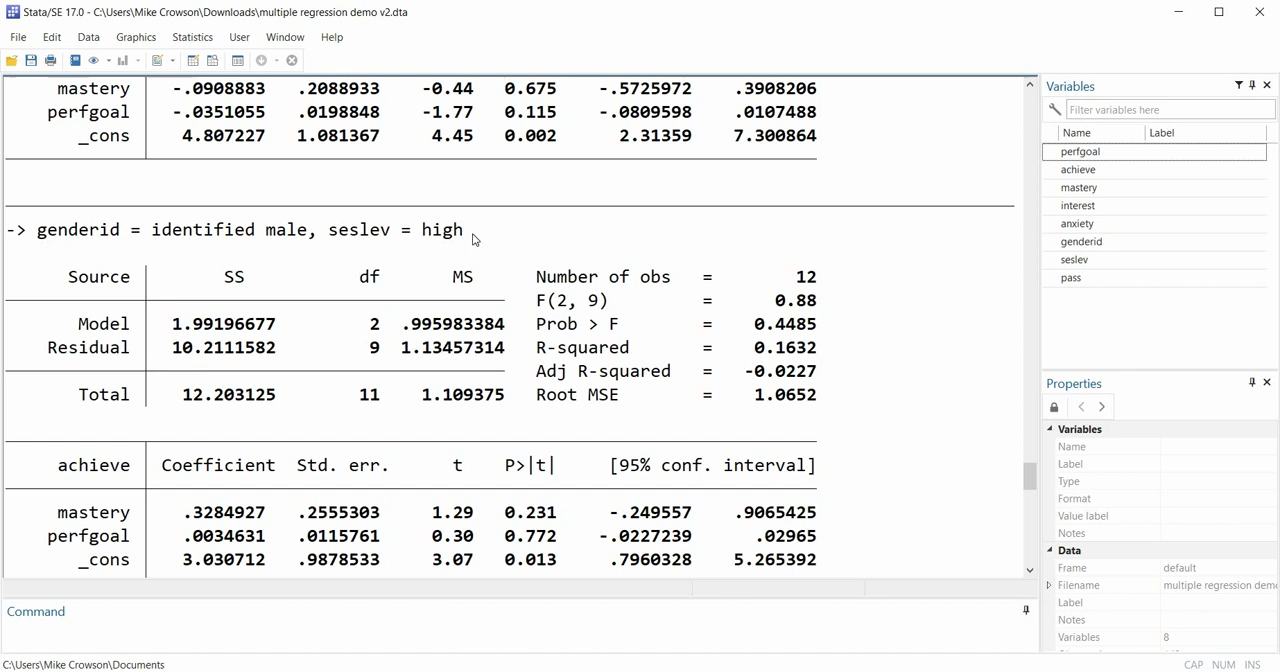 Stata/SE 17.0 - C:\Users\Mike Crowson\Downloads\multiple regression demo v2.dta
File Edit Data Graphics Statistics User Window Help
mastery -.0908883 .2088933 -0.44 0.675 -.5725972 .3908206
perfgoal -.0351055 .0198848 -1.77 0.115 -.0809598 .0107488
_cons 4.807227 1.081367 4.45 0.002 2.31359 7.300864
-> genderid = identified male, seslev = high
Source SS df MS Number of obs = 12
F(2, 9) = 0.88
Model 1.99196677 2 .995983384 Prob > F = 0.4485
Residual 10.2111582 9 1.13457314 R-squared = 0.1632
Adj R-squared = -0.0227
Total 12.203125 11 1.109375 Root MSE = 1.0652
achieve Coefficient Std. err. t P>|t| [95% conf. interval]
mastery .3284927 .2555303 1.29 0.231 -.249557 .9065425
perfgoal .0034631 .0115761 0.30 0.772 -.0227239 .02965
_cons 3.030712 .9878533 3.07 0.013 .7960328 5.265392
Command
C:\Users\Mike Crowson\Documents
Variables
Filter variables here
Name Label
perfgoal
achieve
mastery
interest
anxiety
genderid
seslev
pass
Properties
Variables
Name
Label
Type
Format
Value label
Notes
Data
Frame default
Filename multiple regression demo
Label
Notes
Variables 8
CAP NUM INS